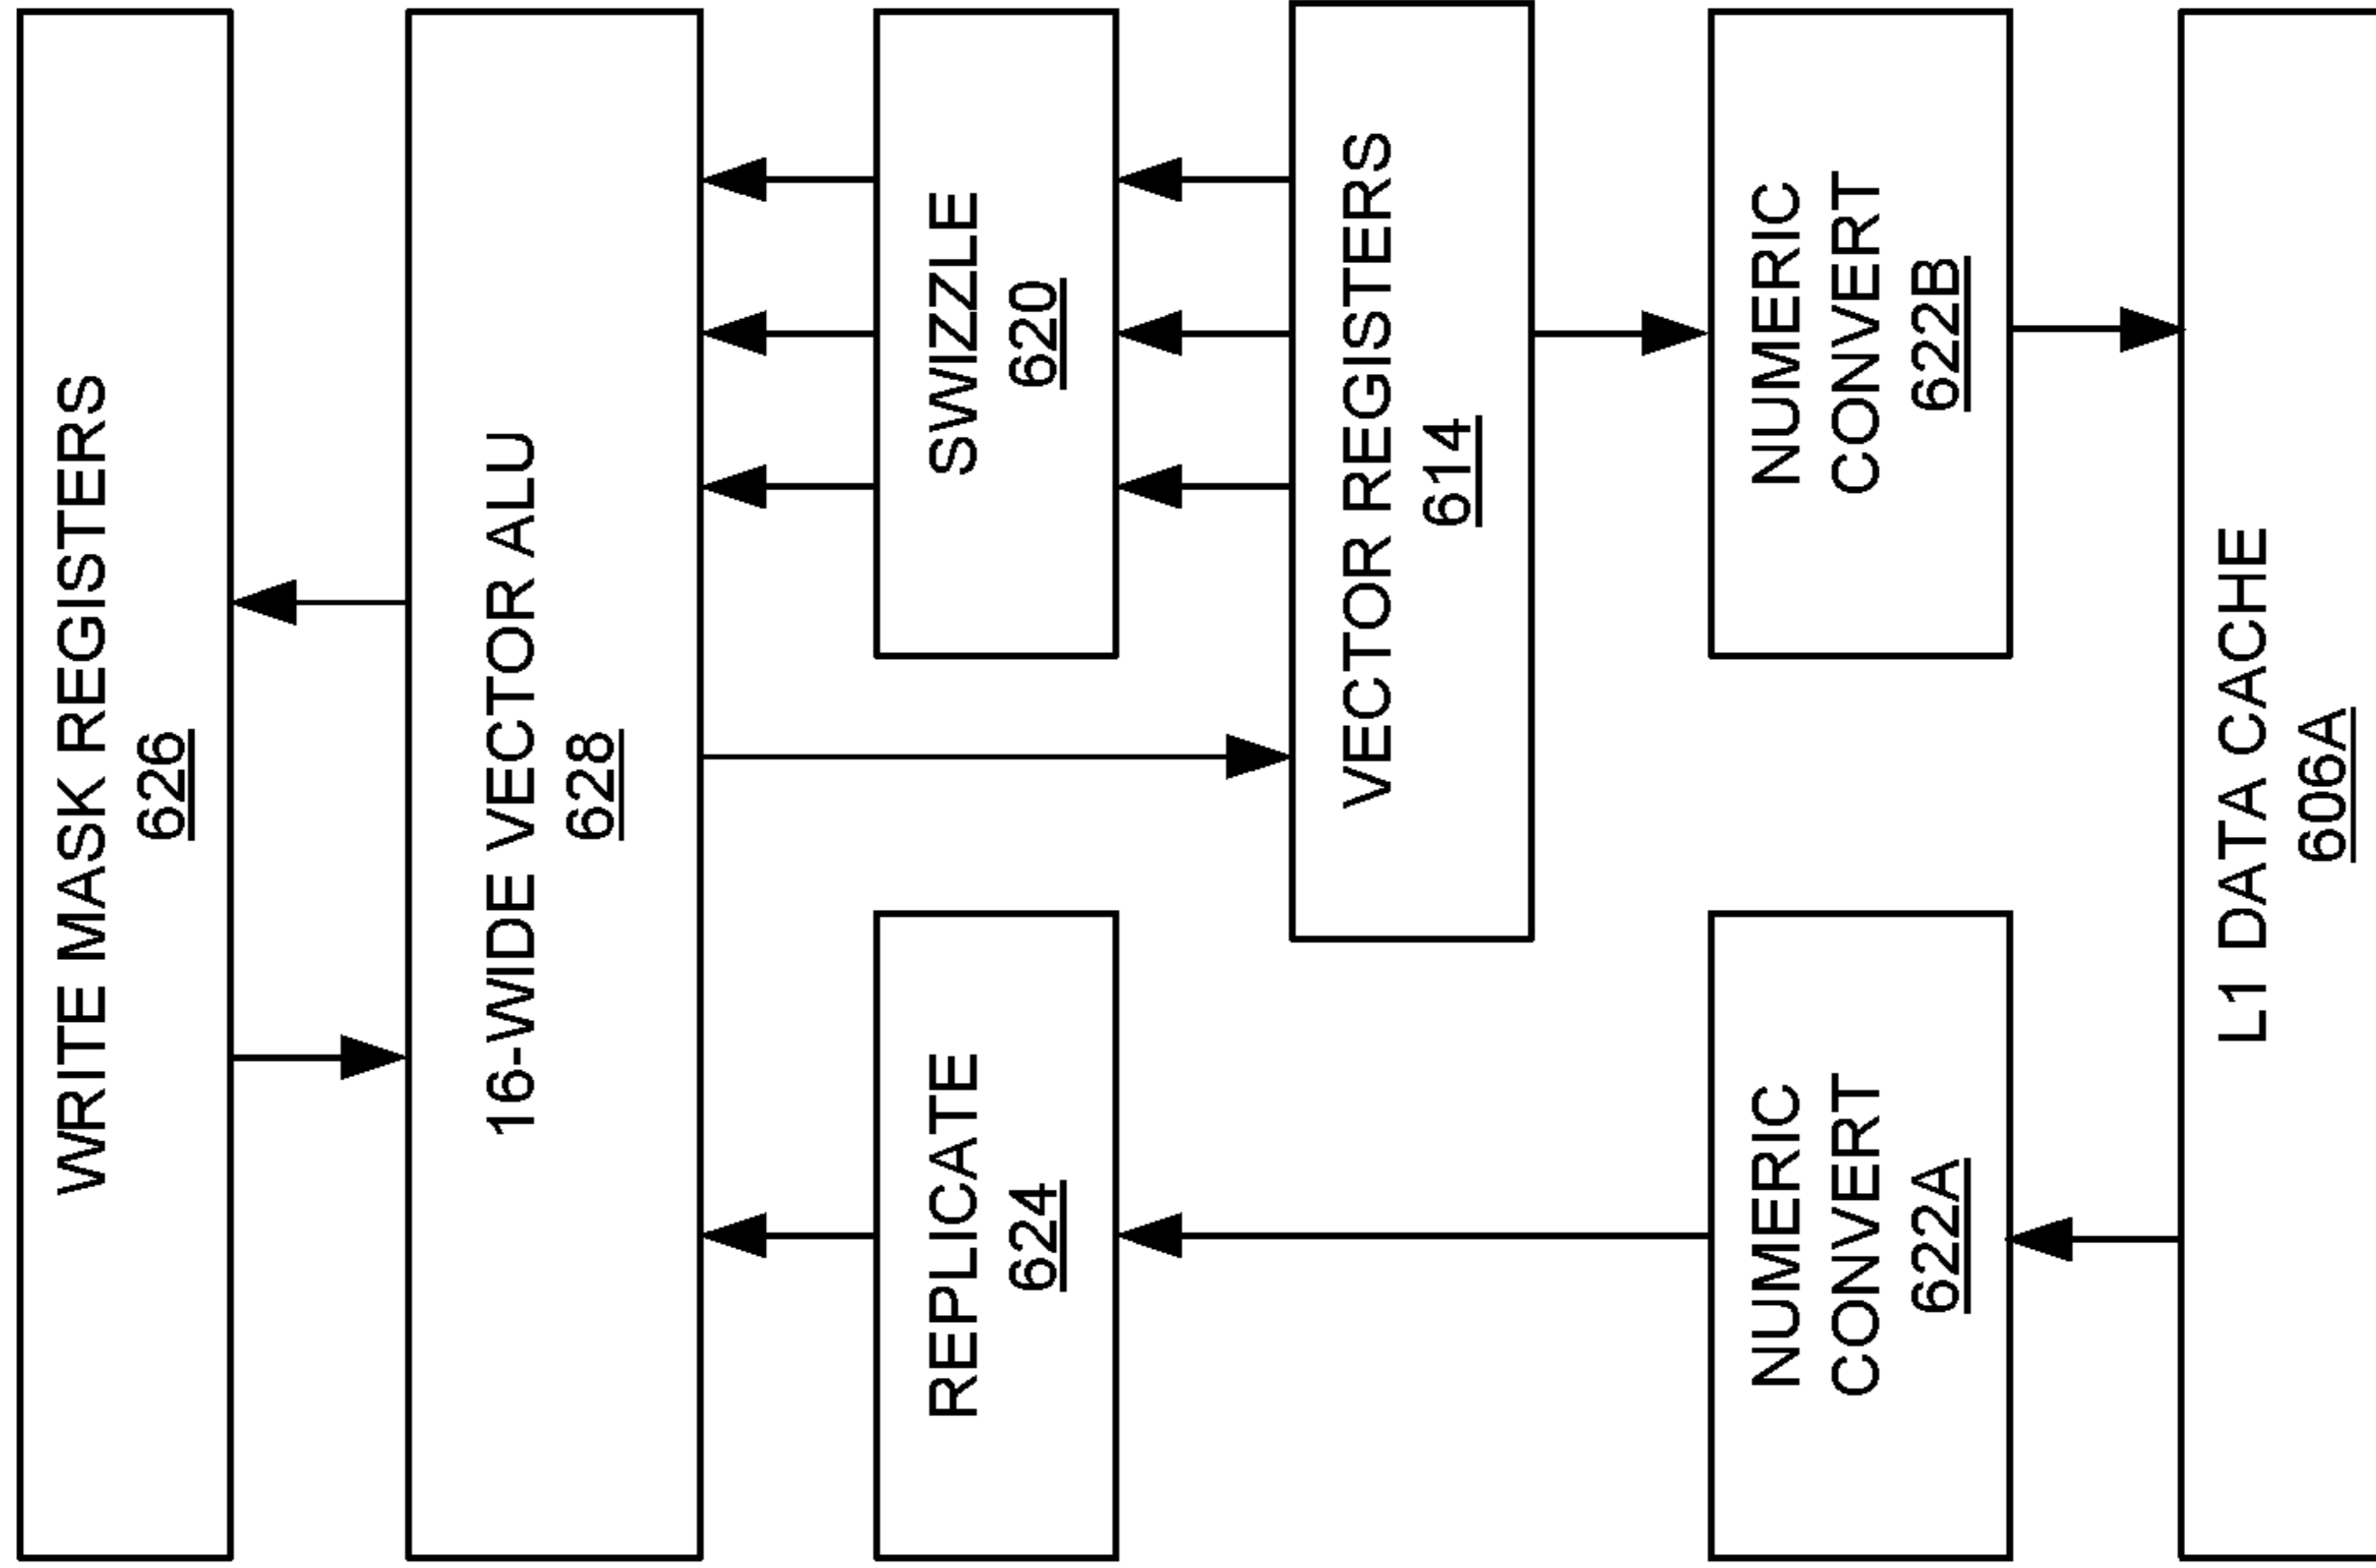 WRITE MASK REGISTERS
626
16-WIDE VECTOR ALU
628
REPLICATE
624
SWIZZLE
620
VECTOR REGISTERS
614
NUMERIC
CONVERT
622A
NUMERIC
CONVERT
622B
L1 DATA CACHE
606A